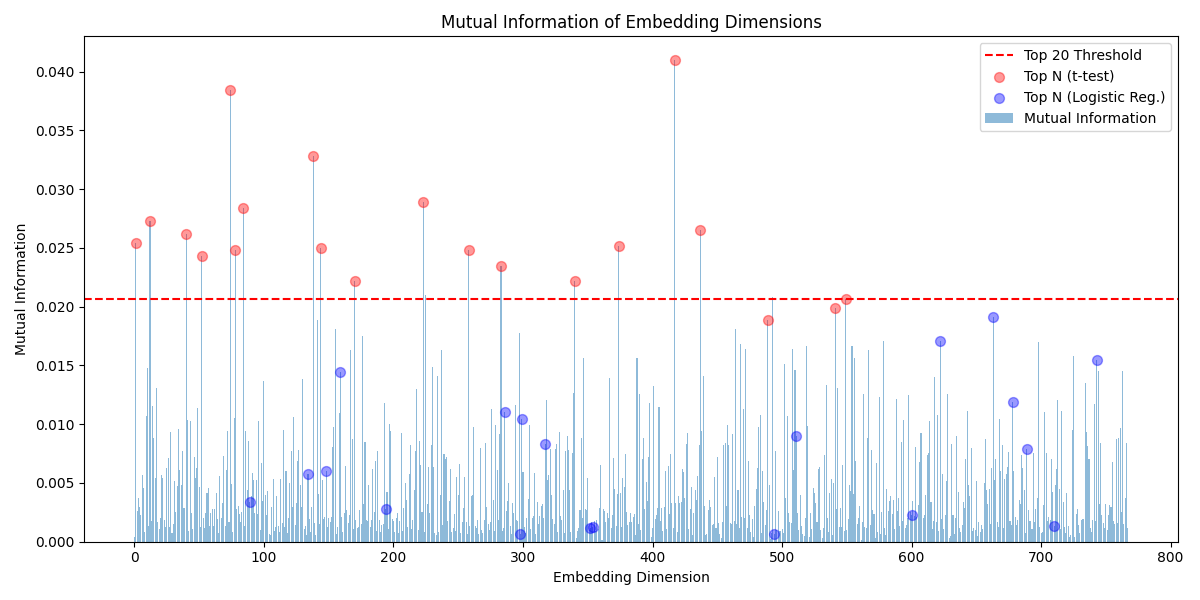 Mutual Information of Embedding Dimensions
Top 20 Threshold
Top N (t-test)
Top N (Logistic Reg.)
Mutual Information
Mutual Information
0.040
0.035
0.030
0.025
0.020
0.015
0.010
0.005
0.000
0 100 200 300 400 500 600 700 800
Embedding Dimension